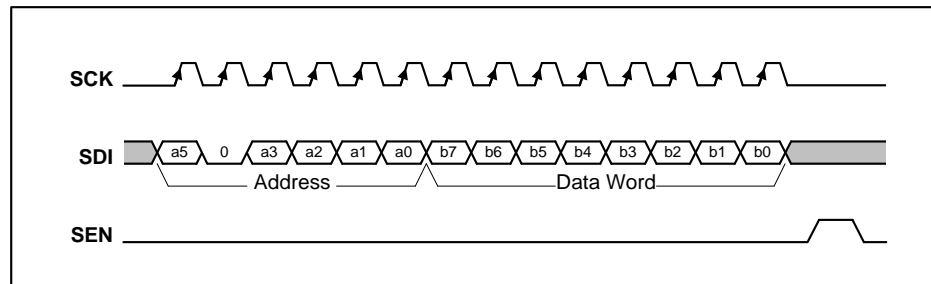 SCK
SDI a5 0 a3 a2 a1 a0 b7 b6 b5 b4 b3 b2 b1 b0
Address Data Word
SEN